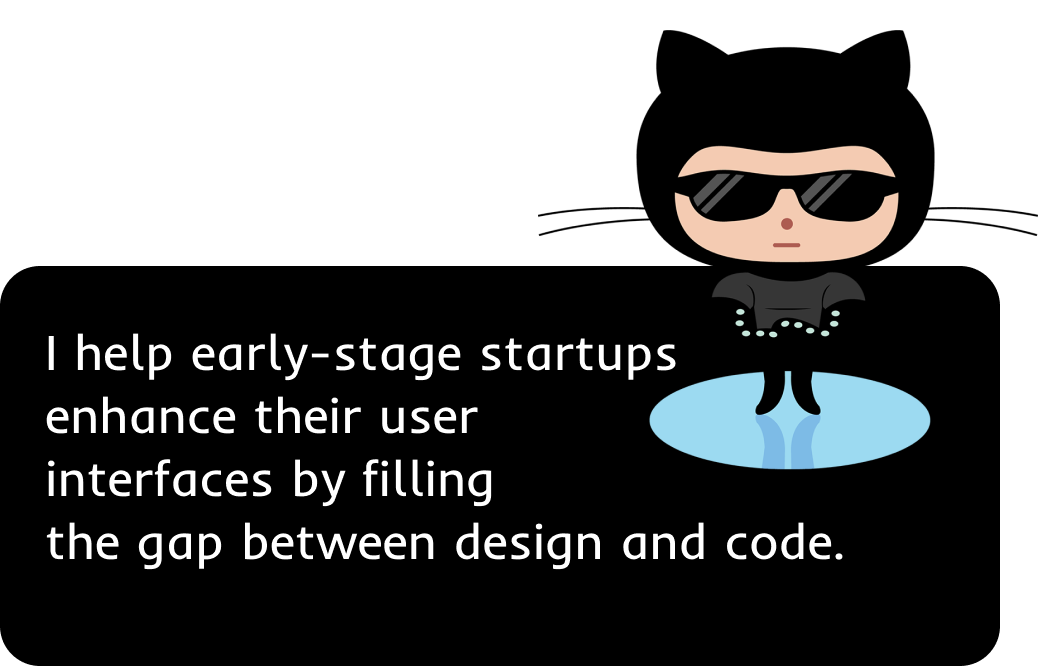 I help early-stage startups
enhance their user
interfaces by filling
the gap between design and code.